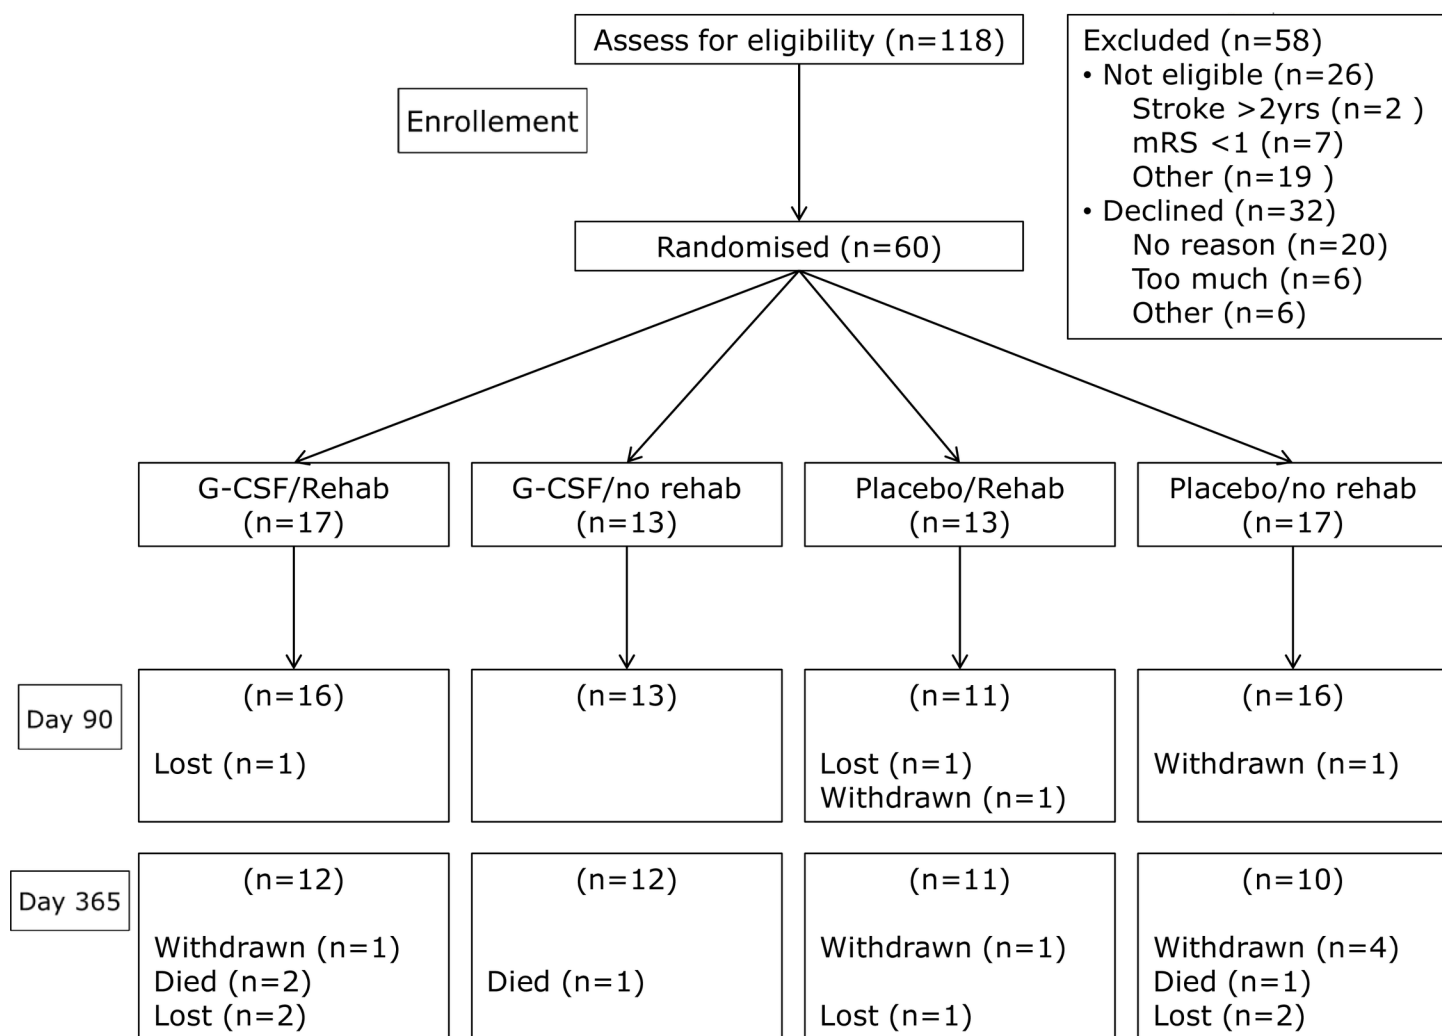 Assess for eligibility (n=118)
Excluded (n=58)
• Not eligible (n=26)
Stroke >2yrs (n=2 )
mRS <1 (n=7)
Other (n=19 )
• Declined (n=32)
No reason (n=20)
Too much (n=6)
Other (n=6)
Enrollement
Randomised (n=60)
G-CSF/Rehab
(n=17)
G-CSF/no rehab
(n=13)
Placebo/Rehab
(n=13)
Placebo/no rehab
(n=17)
Day 90
(n=16)
Lost (n=1)
(n=13)
(n=11)
Lost (n=1)
Withdrawn (n=1)
(n=16)
Withdrawn (n=1)
Day 365
(n=12)
Withdrawn (n=1)
Died (n=2)
Lost (n=2)
(n=12)
Died (n=1)
(n=11)
Withdrawn (n=1)
Lost (n=1)
(n=10)
Withdrawn (n=4)
Died (n=1)
Lost (n=2)